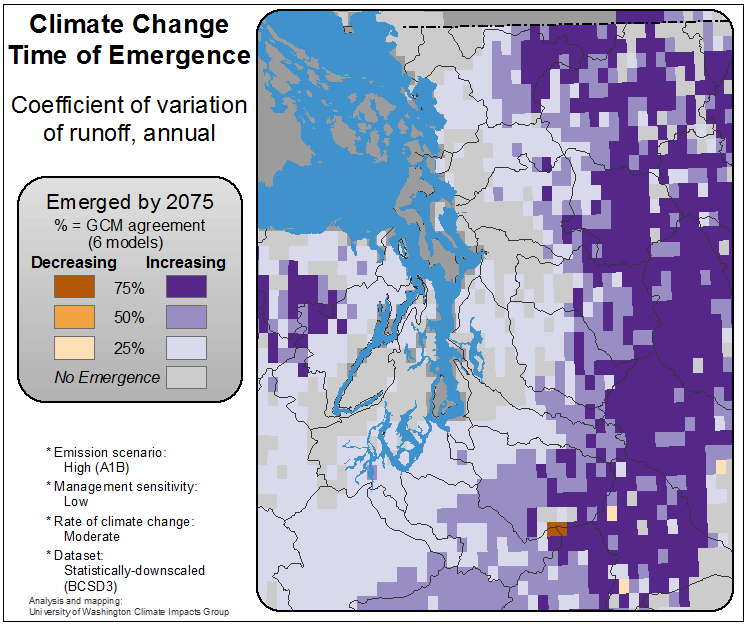 Climate Change
Time of Emergence
Coefficient of variation
of runoff, annual
Emerged by 2075
% = GCM agreement
(6 models)
Decreasing Increasing
75%
50%
25%
No Emergence
* Emission scenario:
High (A1B)
* Management sensitivity:
Low
* Rate of climate change:
Moderate
* Dataset:
Statistically-downscaled
(BCSD3)
Analysis and mapping:
University of Washington Climate Impacts Group